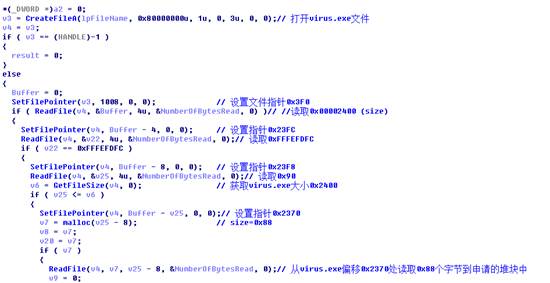 *(_DWORD *)a2 = 0;
v3 = CreateFileA(lpFileName, 0x80000000u, 1u, 0, 3u, 0, 0);// 打开virus.exe文件
v4 = v3;
if ( v3 == (HANDLE)-1 )
{
result = 0;
}
else
{
Buffer = 0;
SetFilePointer(v3, 1008, 0, 0); // 设置文件指针0x3F0
if ( ReadFile(v4, &Buffer, 4u, &NumberOfBytesRead, 0) )// //读取0x00002400 (size)
{
SetFilePointer(v4, Buffer - 4, 0, 0); // 设置指针0x23FC
ReadFile(v4, &v22, 4u, &NumberOfBytesRead, 0);// 读取0xFFFEFDFC
if ( v22 == 0xFFFEFDFC )
{
SetFilePointer(v4, Buffer - 8, 0, 0); // 设置指针0x23F8
ReadFile(v4, &v25, 4u, &NumberOfBytesRead, 0);// 读取0x90
v6 = GetFileSize(v4, 0); // 获取virus.exe大小0x2400
if ( v25 <= v6 )
{
SetFilePointer(v4, Buffer - v25, 0, 0);// 设置指针0x2370
v7 = malloc(v25 - 8); // size=0x88
v8 = v7;
v20 = v7;
if ( v7 )
{
ReadFile(v4, v7, v25 - 8, &NumberOfBytesRead, 0);// 从virus.exe偏移0x2370处读取0x88个字节到申请的堆块中
v9 = 0;